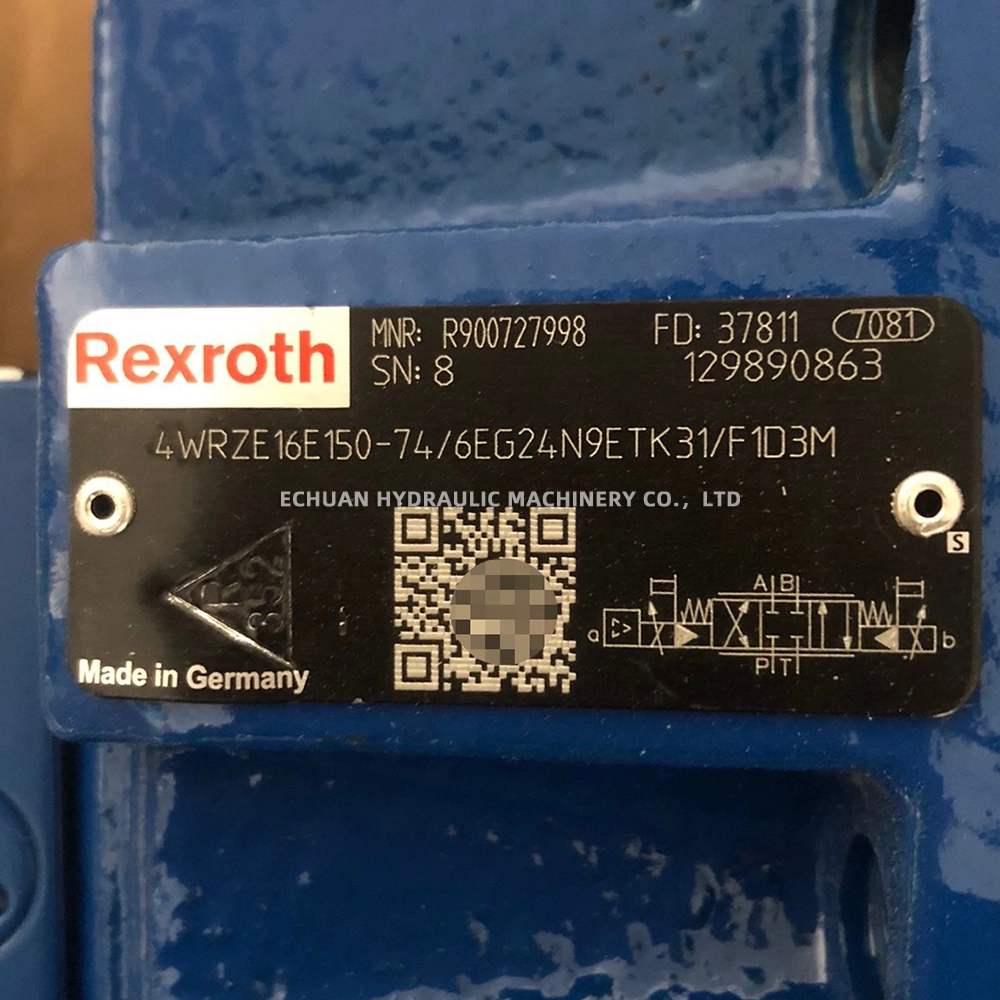 Rexroth
MNR: R900727998 FD: 37811 7081
SN: 8 129890863
4WRZE16E150-74/6EG24N9ETK31/F1D3M
ECHUAN HYDRAULIC MACHINERY CO., LTD
S
352
A B
a b
P T
Made in Germany